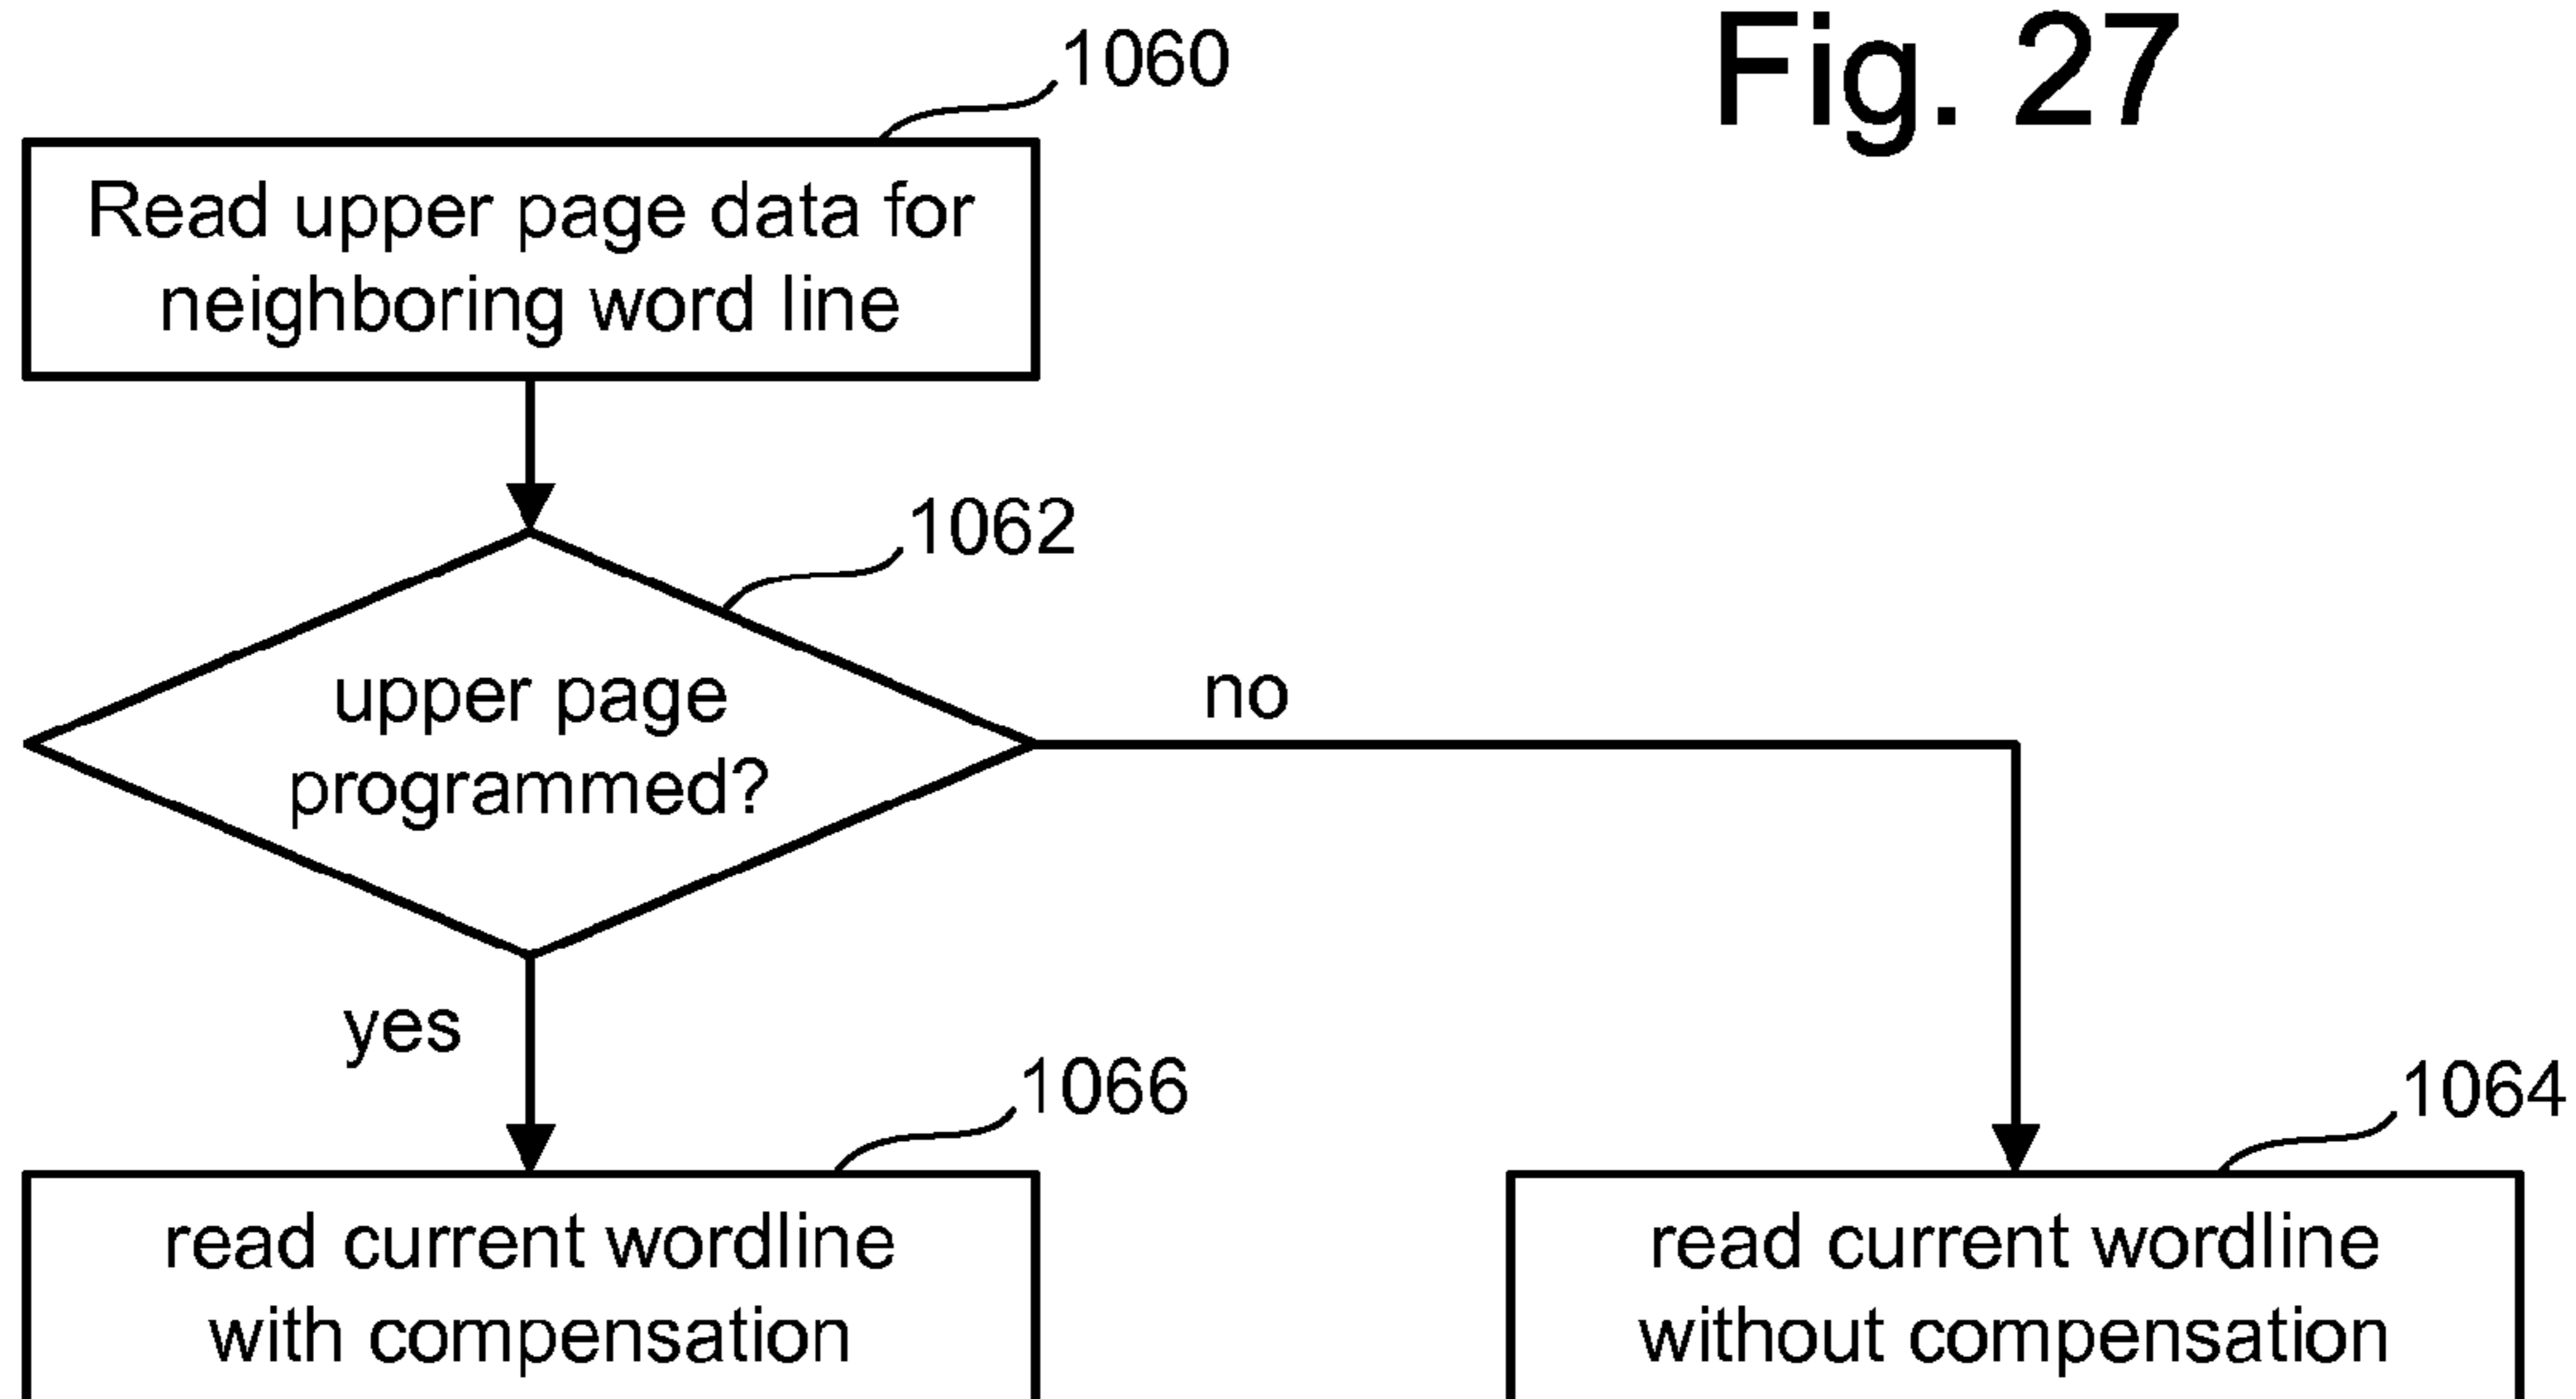 Fig. 27
1060
Read upper page data for
neighboring word line
1062
upper page
programmed?
no
yes
1066
read current wordline
with compensation
1064
read current wordline
without compensation